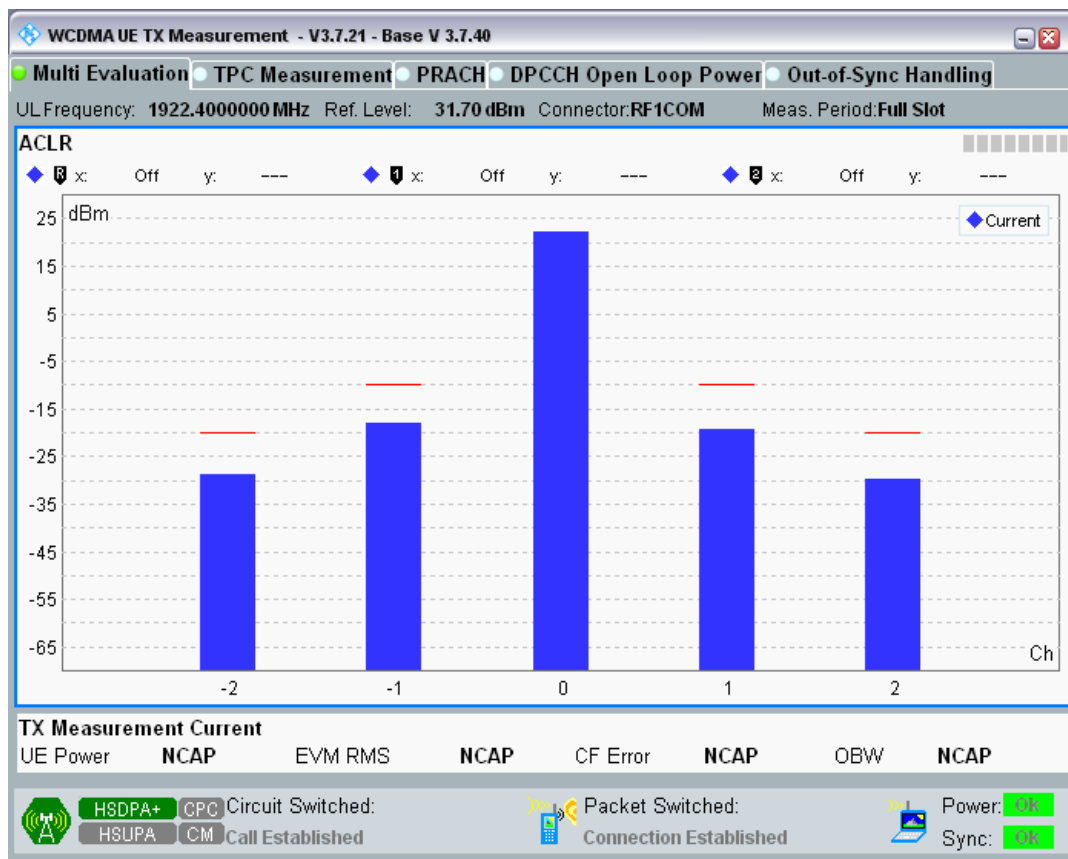 WCDMA UE TX Measurement - V3.7.21 - Base V 3.7.40
Multi Evaluation TPC Measurement PRACH DPCCH Open Loop Power Out-of-Sync Handling
UL Frequency: 1922.4000000 MHz Ref. Level: 31.70 dBm Connector:RF1COM Meas. Period:Full Slot
ACLR
R x: Off y: --- 1 x: Off y: --- 2 x: Off y: ---
dBm
Current
25
15
5
-5
-15
-25
-35
-45
-55
-65
Ch
-2 -1 0 1 2
TX Measurement Current
UE Power NCAP EVM RMS NCAP CF Error NCAP OBW NCAP
HSDPA+ CPC Circuit Switched: Packet Switched: Power: OK
HSUPA CM Call Established Connection Established Sync: OK